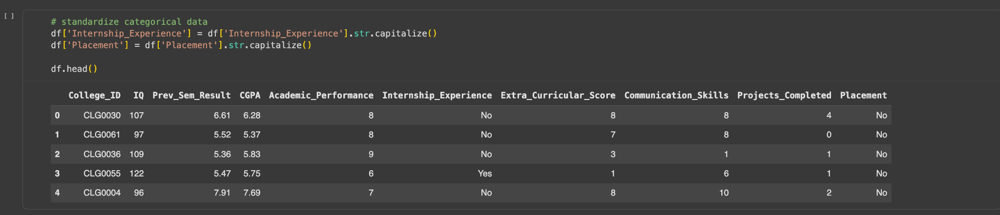 [ ]
# standardize categorical data
df['Internship_Experience'] = df['Internship_Experience'].str.capitalize()
df['Placement'] = df['Placement'].str.capitalize()
df.head()
College_ID IQ Prev_Sem_Result CGPA Academic_Performance Internship_Experience Extra_Curricular_Score Communication_Skills Projects_Completed Placement
0 CLG0030 107 6.61 6.28 8 No 8 8 4 No
1 CLG0061 97 5.52 5.37 8 No 7 8 0 No
2 CLG0036 109 5.36 5.83 9 No 3 1 1 No
3 CLG0055 122 5.47 5.75 6 Yes 1 6 1 No
4 CLG0004 96 7.91 7.69 7 No 8 10 2 No